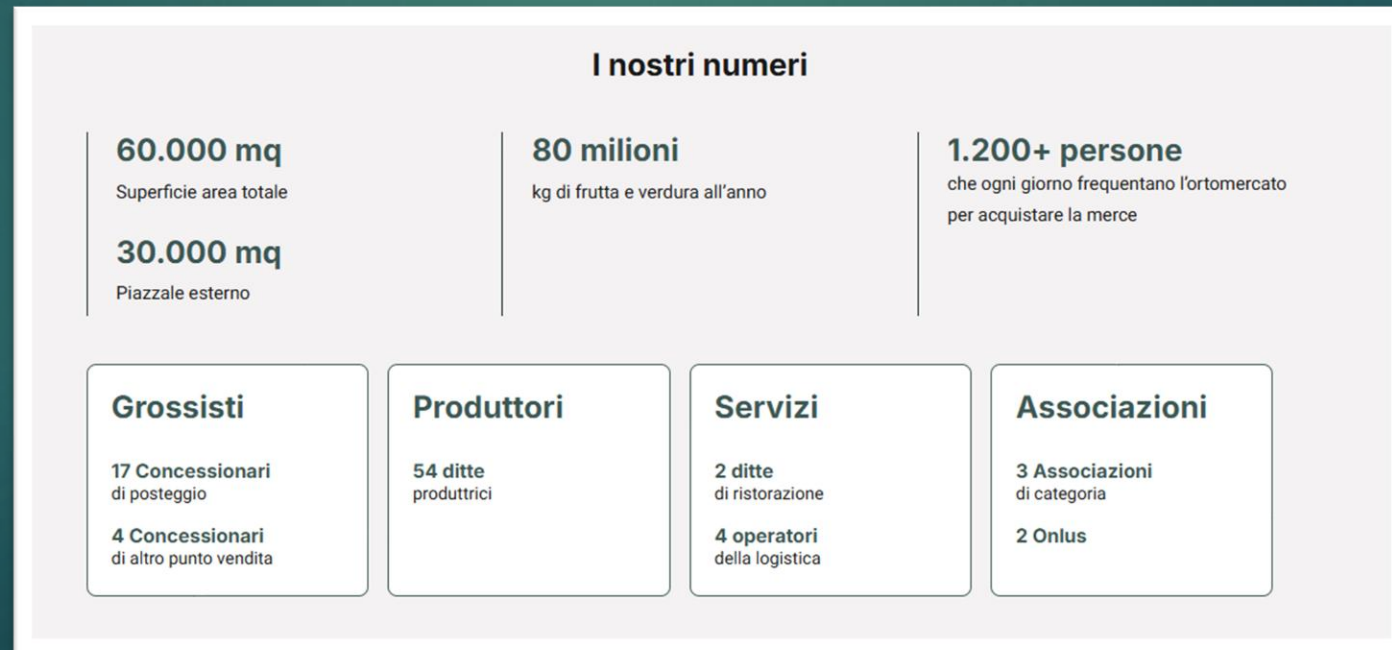 I nostri numeri
60.000 mq
Superficie area totale
30.000 mq
Piazzale esterno
80 milioni
kg di frutta e verdura all'anno
1.200+ persone
che ogni giorno frequentano l'ortomercato
per acquistare la merce
Grossisti
17 Concessionari
di posteggio
4 Concessionari
di altro punto vendita
Produttori
54 ditte
produttrici
Servizi
2 ditte
di ristorazione
4 operatori
della logistica
Associazioni
3 Associazioni
di categoria
2 Onlus